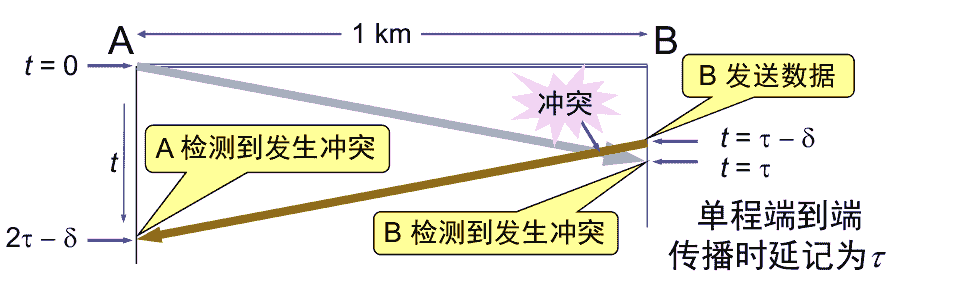 A
1 km
B
t = 0
B 发送数据
冲突
t = τ – δ
A 检测到发生冲突
t
t = τ
B 检测到发生冲突
2τ – δ
单程端到端
传播时延记为 τ